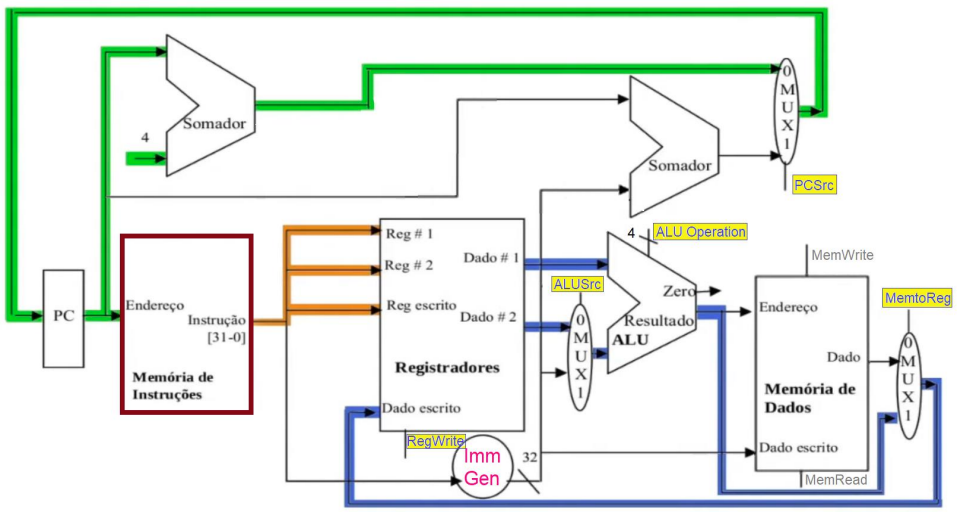 4
Somador
0
M
U
X
1
PCSrc
Somador
PC
Endereço
Instrução
[31-0]
Memória de
Instruções
Reg # 1
Reg # 2
Reg escrito
Dado # 1
Dado # 2
Registradores
Dado escrito
RegWrite
Imm
Gen
32
ALUSrc
0
M
U
X
1
4
ALU Operation
Zero
Resultado
ALU
MemWrite
Endereço
Dado
Memória de
Dados
Dado escrito
MemRead
MemtoReg
0
M
U
X
1